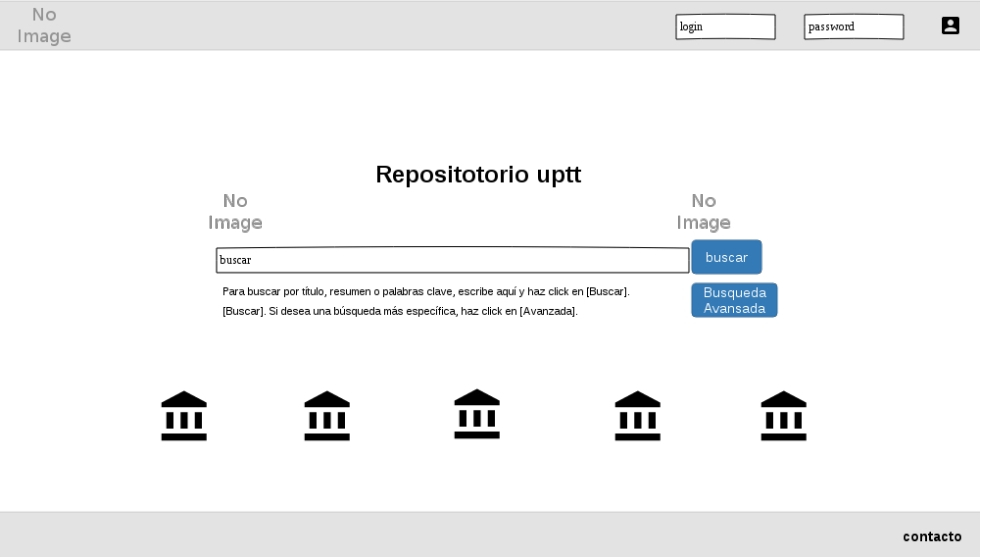 No
Image
login
password
Repositotorio uptt
No
Image
No
Image
buscar
buscar
Para buscar por título, resumen o palabras clave, escribe aquí y haz click en [Buscar].
[Buscar]. Si desea una búsqueda más específica, haz click en [Avanzada].
Busqueda
Avansada
contacto